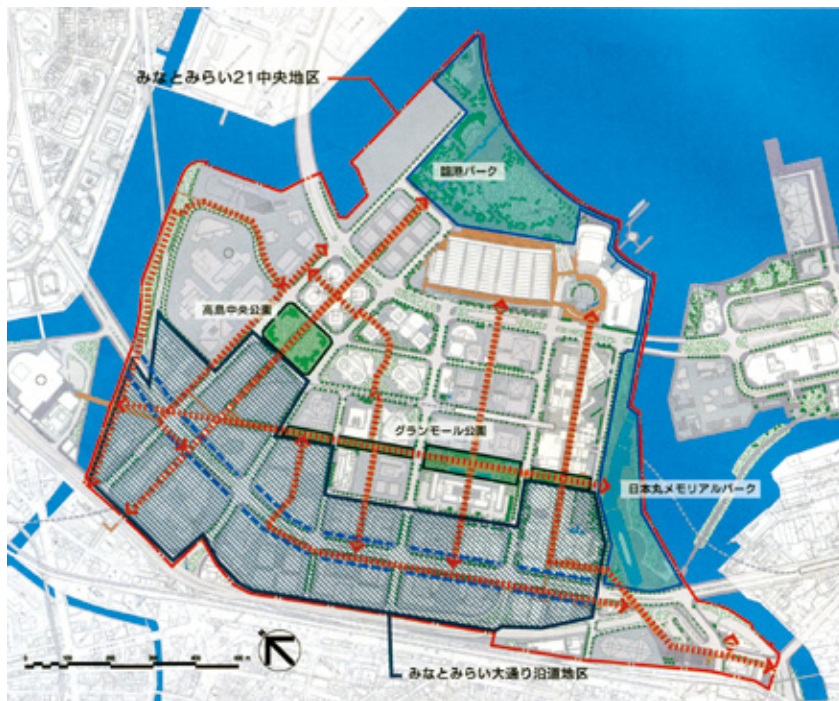 みなとみらい21中央地区
臨港パーク
高島中央公園
グランモール公園
日本丸メモリアルパーク
みなとみらい大通り沿道地区